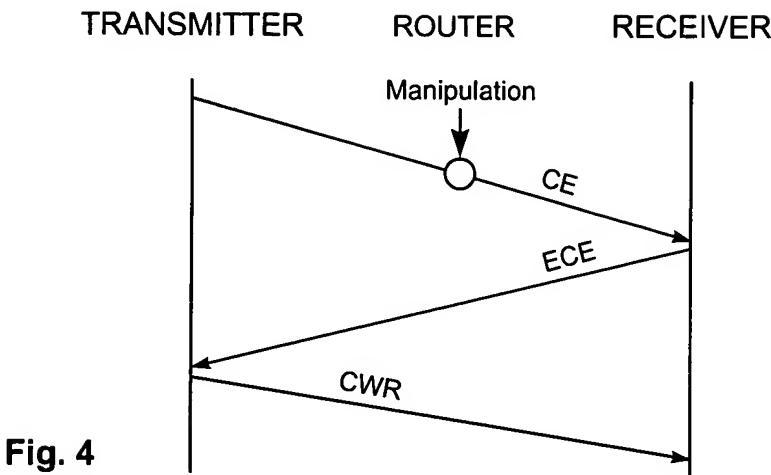 TRANSMITTER ROUTER RECEIVER
Manipulation
CE
ECE
CWR
Fig. 4